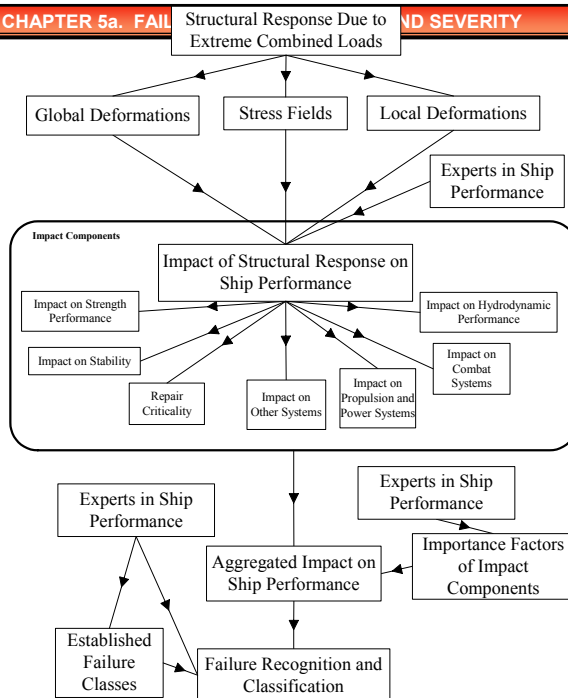 CHAPTER 5a. FAIL
ND SEVERITY
Structural Response Due to
Extreme Combined Loads
Global Deformations
Stress Fields
Local Deformations
Experts in Ship
Performance
Impact Components
Impact of Structural Response on
Ship Performance
Impact on Strength
Performance
Impact on Hydrodynamic
Performance
Impact on Stability
Impact on
Combat
Systems
Repair
Criticality
Impact on
Other Systems
Impact on
Propulsion and
Power Systems
Experts in Ship
Performance
Experts in Ship
Performance
Aggregated Impact on
Ship Performance
Importance Factors
of Impact
Components
Established
Failure
Classes
Failure Recognition and
Classification